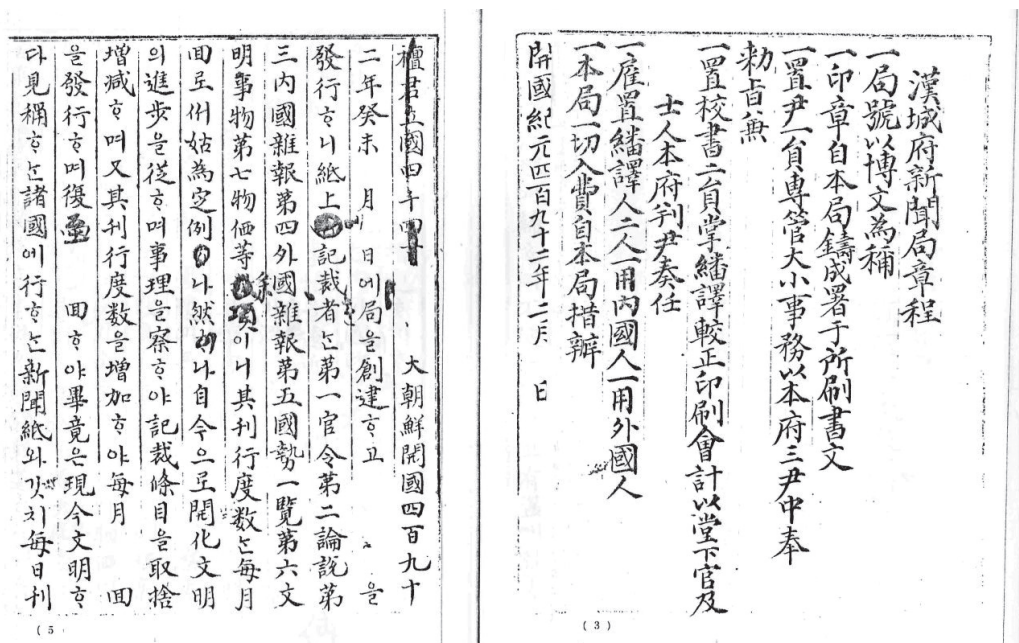 漢城府新聞局章程
一局號以博文為稱
一印章自本局鑄成署于所刷書文
一置尹一員專管大小事務以本府三尹中奉
勅旨兼
一置校書二員掌繙譯較正印刷會計以堂下官及
士人本府判尹奏任
一雇置繙譯人二人一用內國人一用外國人
一本局一切入費自本局措辦
開國紀元四百九十二年二月 日
(3)
檀君立國四千 大朝鮮開國四百九十
二年癸未 月 日에局을創建ᄒᆞ고 을
發行ᄒᆞ니紙上 記裁者ᄂᆞᆫ第一官令第二論說第
三內國雜報第四外國雜報第五國勢一覽第六文
明事物第七物価等 項이니其刊行度数ᄂᆞᆫ每月
回로ᄡᅥ姑為定例 나然 나自今으로開化文明
의進步을從ᄒᆞ며事理을察ᄒᆞ야記裁條目을取捨
增減ᄒᆞ며又其刊行度数을增加ᄒᆞ야每月 回
을發行ᄒᆞ며復 回ᄒᆞ야畢竟은現今文明ᄒᆞ
다見稱ᄒᆞᄂᆞᆫ諸國에行ᄒᆞᄂᆞᆫ新聞紙와ᄀᆞᆺ치每日刊
(5